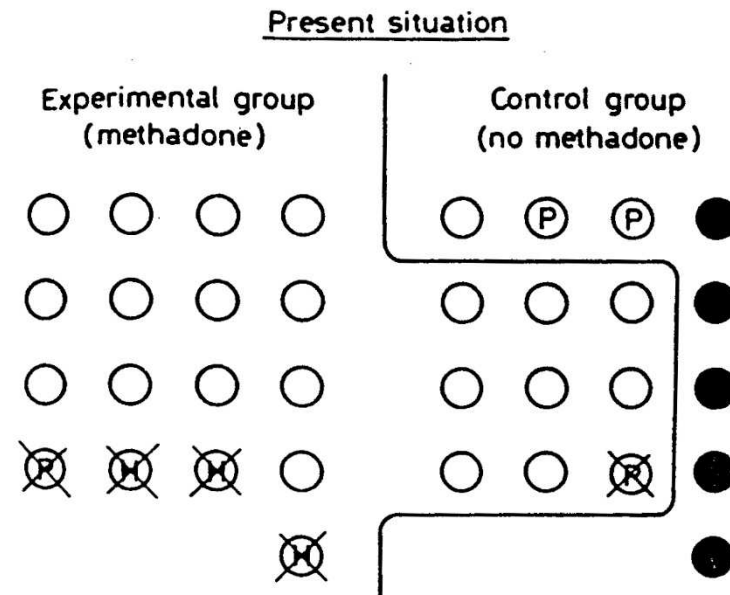 Present situation
Experimental group
(methadone)
Control group
(no methadone)
P P
P H H P
H